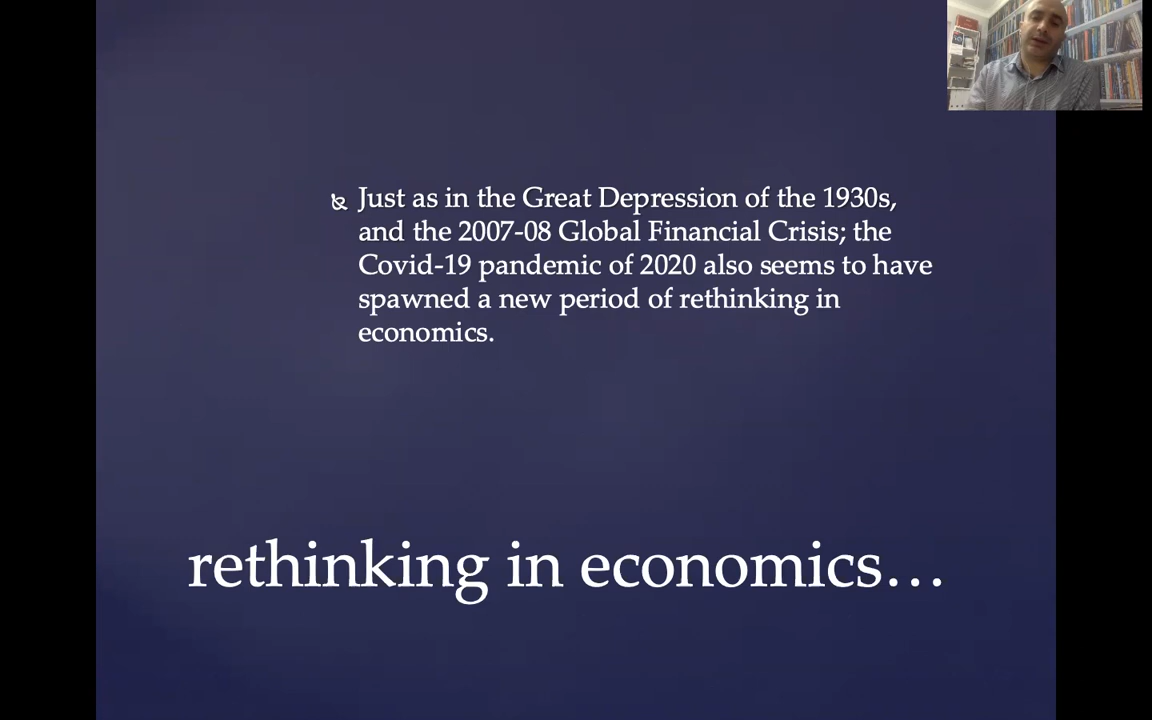 Just as in the Great Depression of the 1930s,
and the 2007-08 Global Financial Crisis; the
Covid-19 pandemic of 2020 also seems to have
spawned a new period of rethinking in
economics.
rethinking in economics…